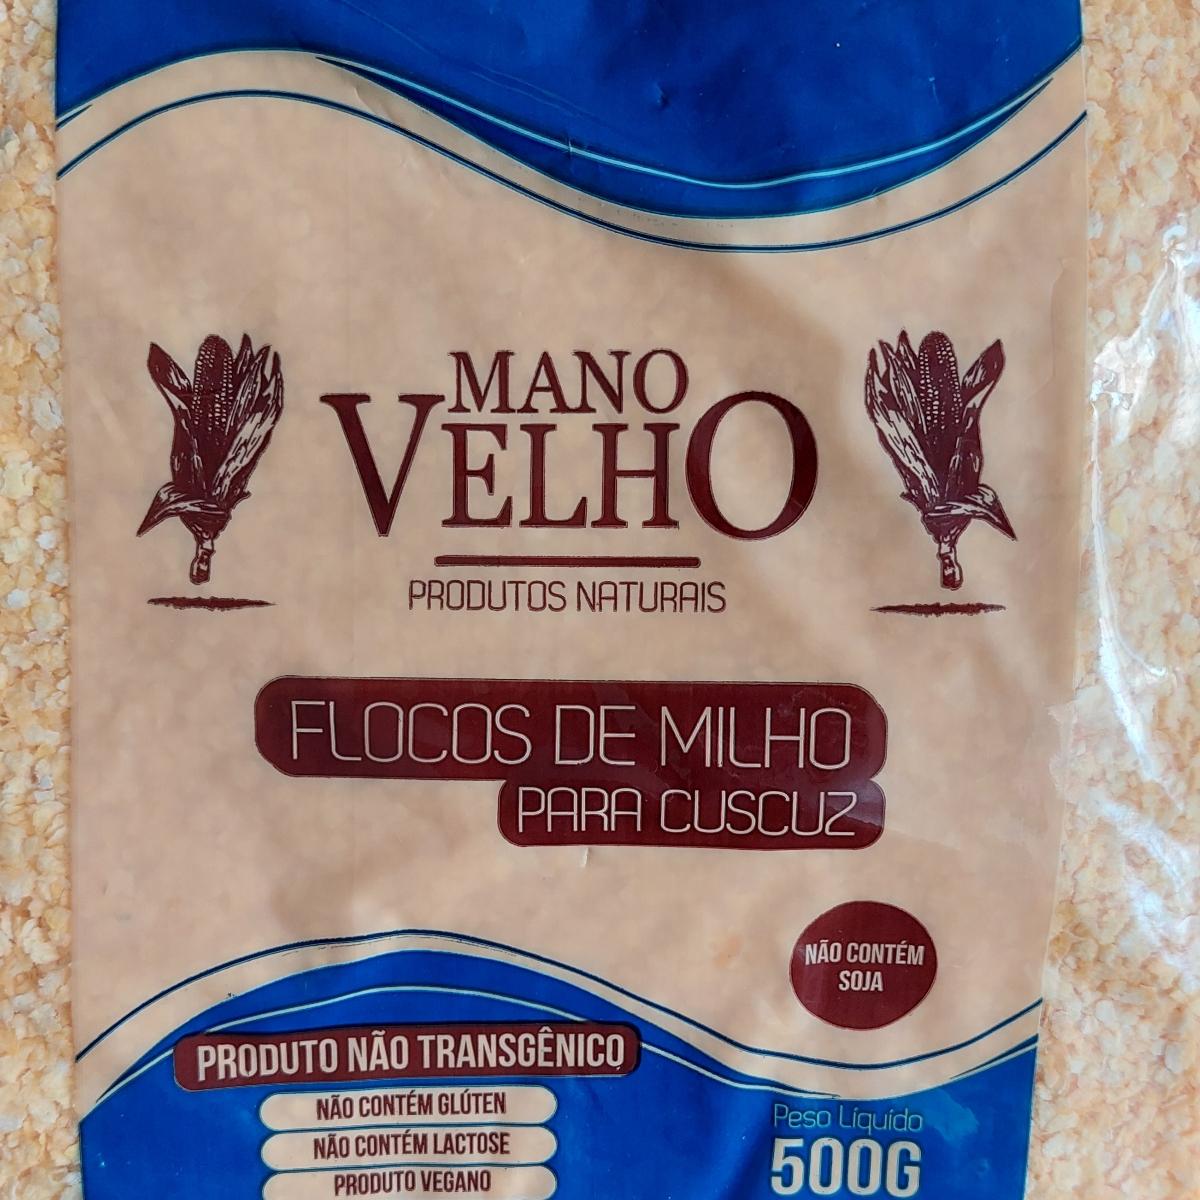 MANO
VELHO
PRODUTOS NATURAIS
FLOCOS DE MILHO
PARA CUSCUZ
NÃO CONTÉM
SOJA
PRODUTO NÃO TRANSGÊNICO
NÃO CONTÉM GLÚTEN
NÃO CONTÉM LACTOSE
PRODUTO VEGANO
Peso Líquido
500G